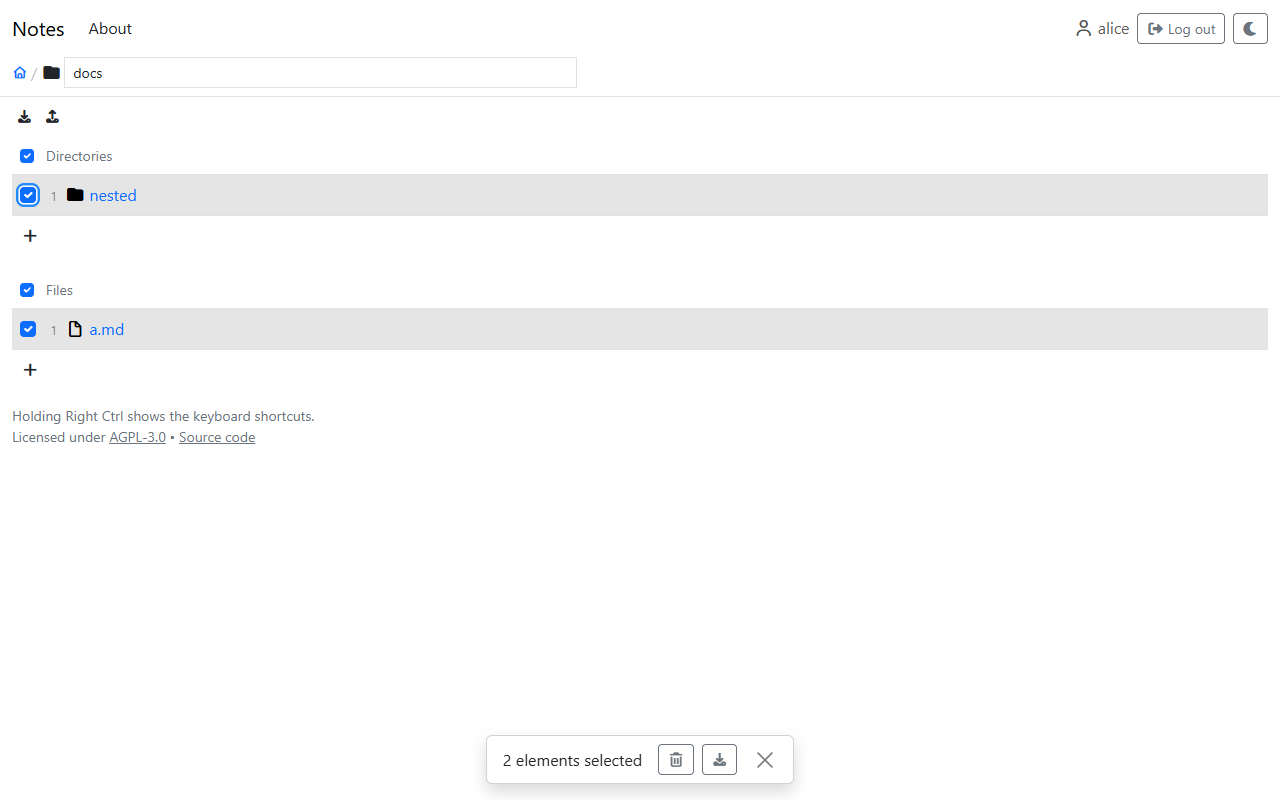 Notes About alice Log out
/ docs
Directories
1 nested
Files
1 a.md
Holding Right Ctrl shows the keyboard shortcuts.
Licensed under AGPL-3.0 • Source code
2 elements selected